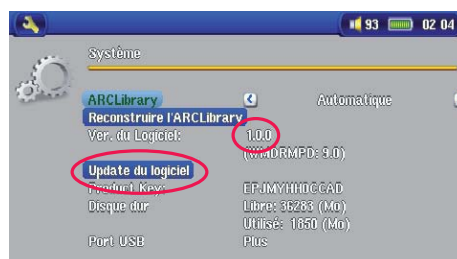 93 02 04
Système
ARCLibrary Automatique
Reconstruire l'ARCLibrary
Ver. du Logiciel: 1.0.0
(WMDRMPD: 9.0)
Update du logiciel
Product Key: EPJMYHH0CCAD
Disque dur Libre: 36283 (Mo)
Utilisé: 1850 (Mo)
Port USB Plus